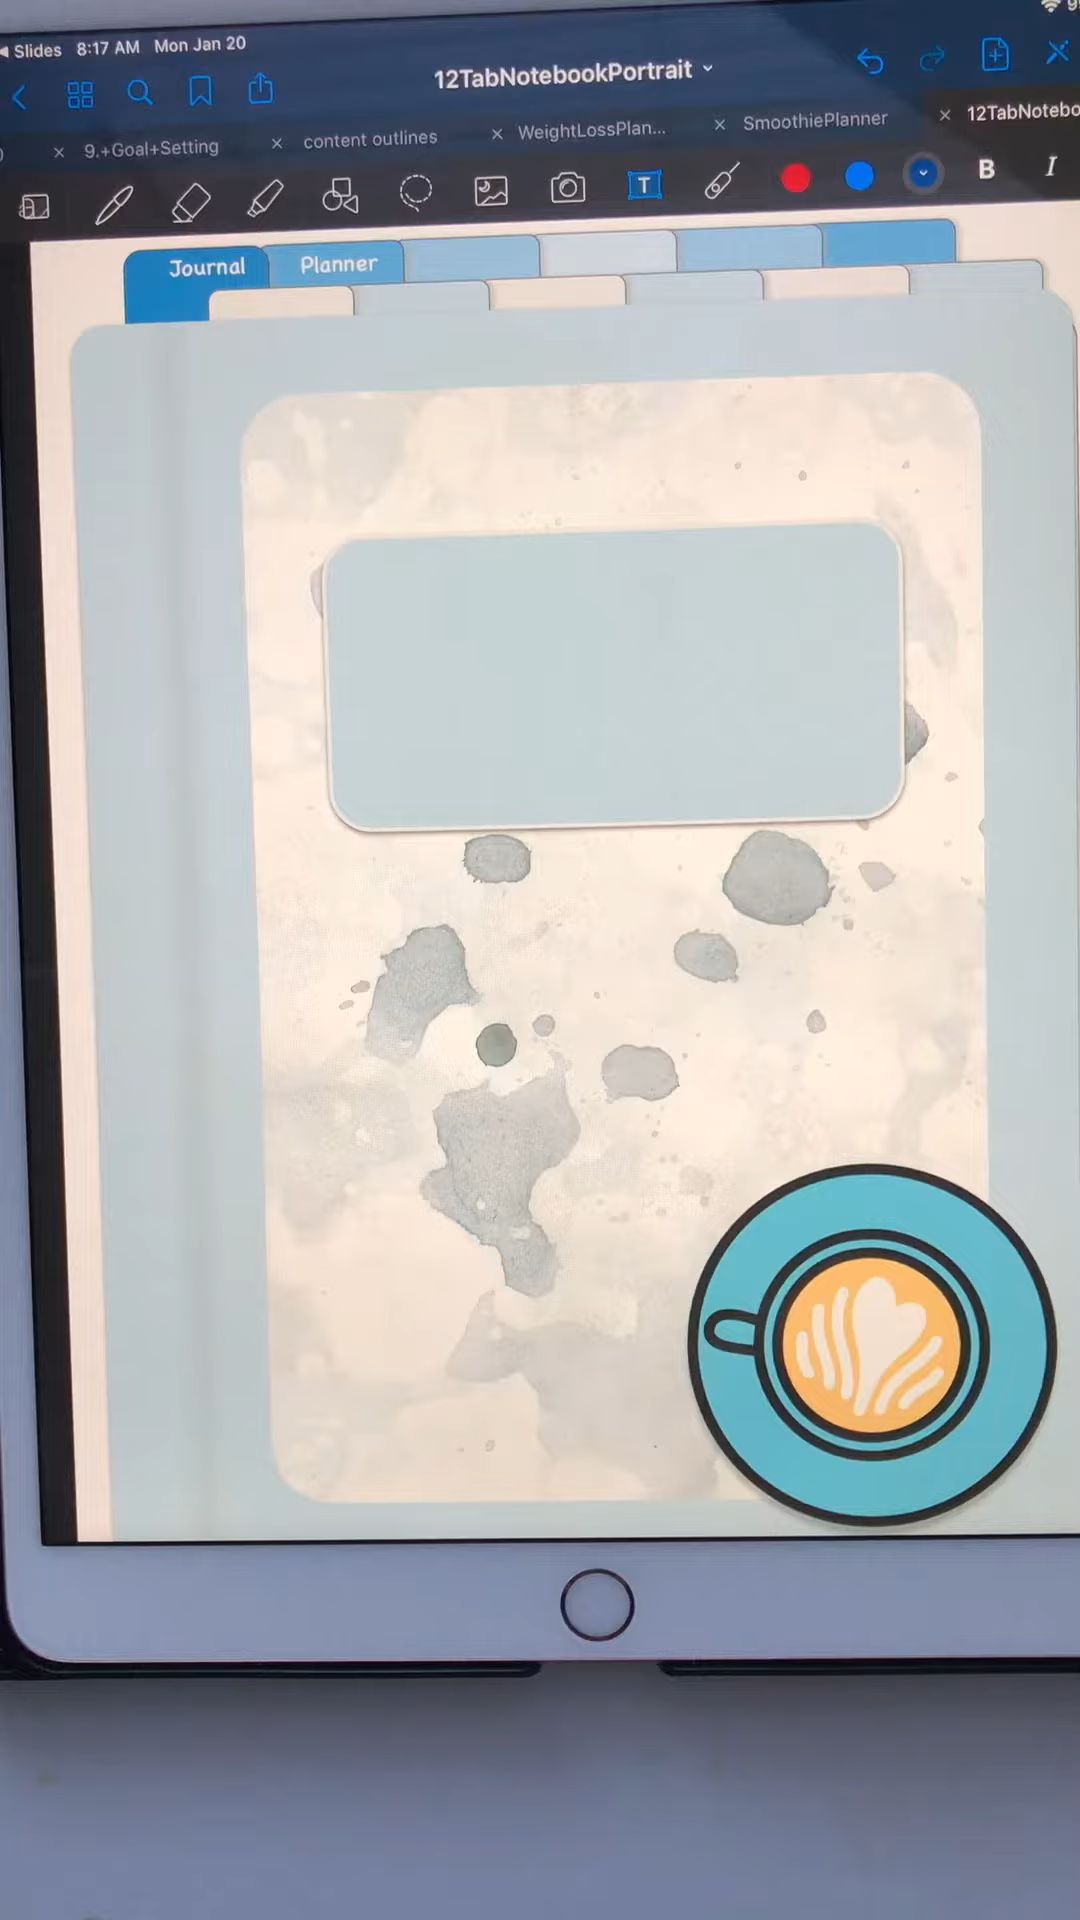 Slides 8:17 AM Mon Jan 20
12TabNotebookPortrait
9.+Goal+Setting
content outlines
WeightLossPlan...
SmoothiePlanner
12TabNotebo
T
B
I
Journal
Planner